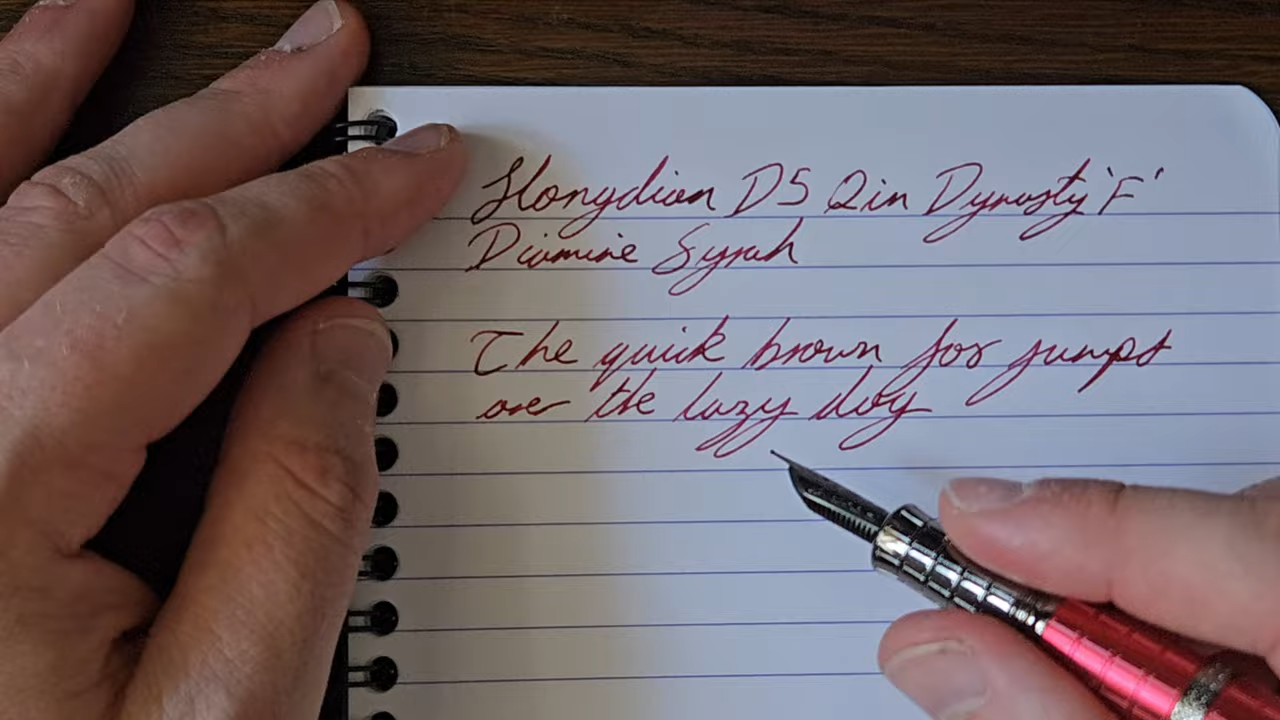 Hongdian D5 Qin Dynasty 'F'
Diamine Syrah
The quick brown fox jumps
over the lazy dog